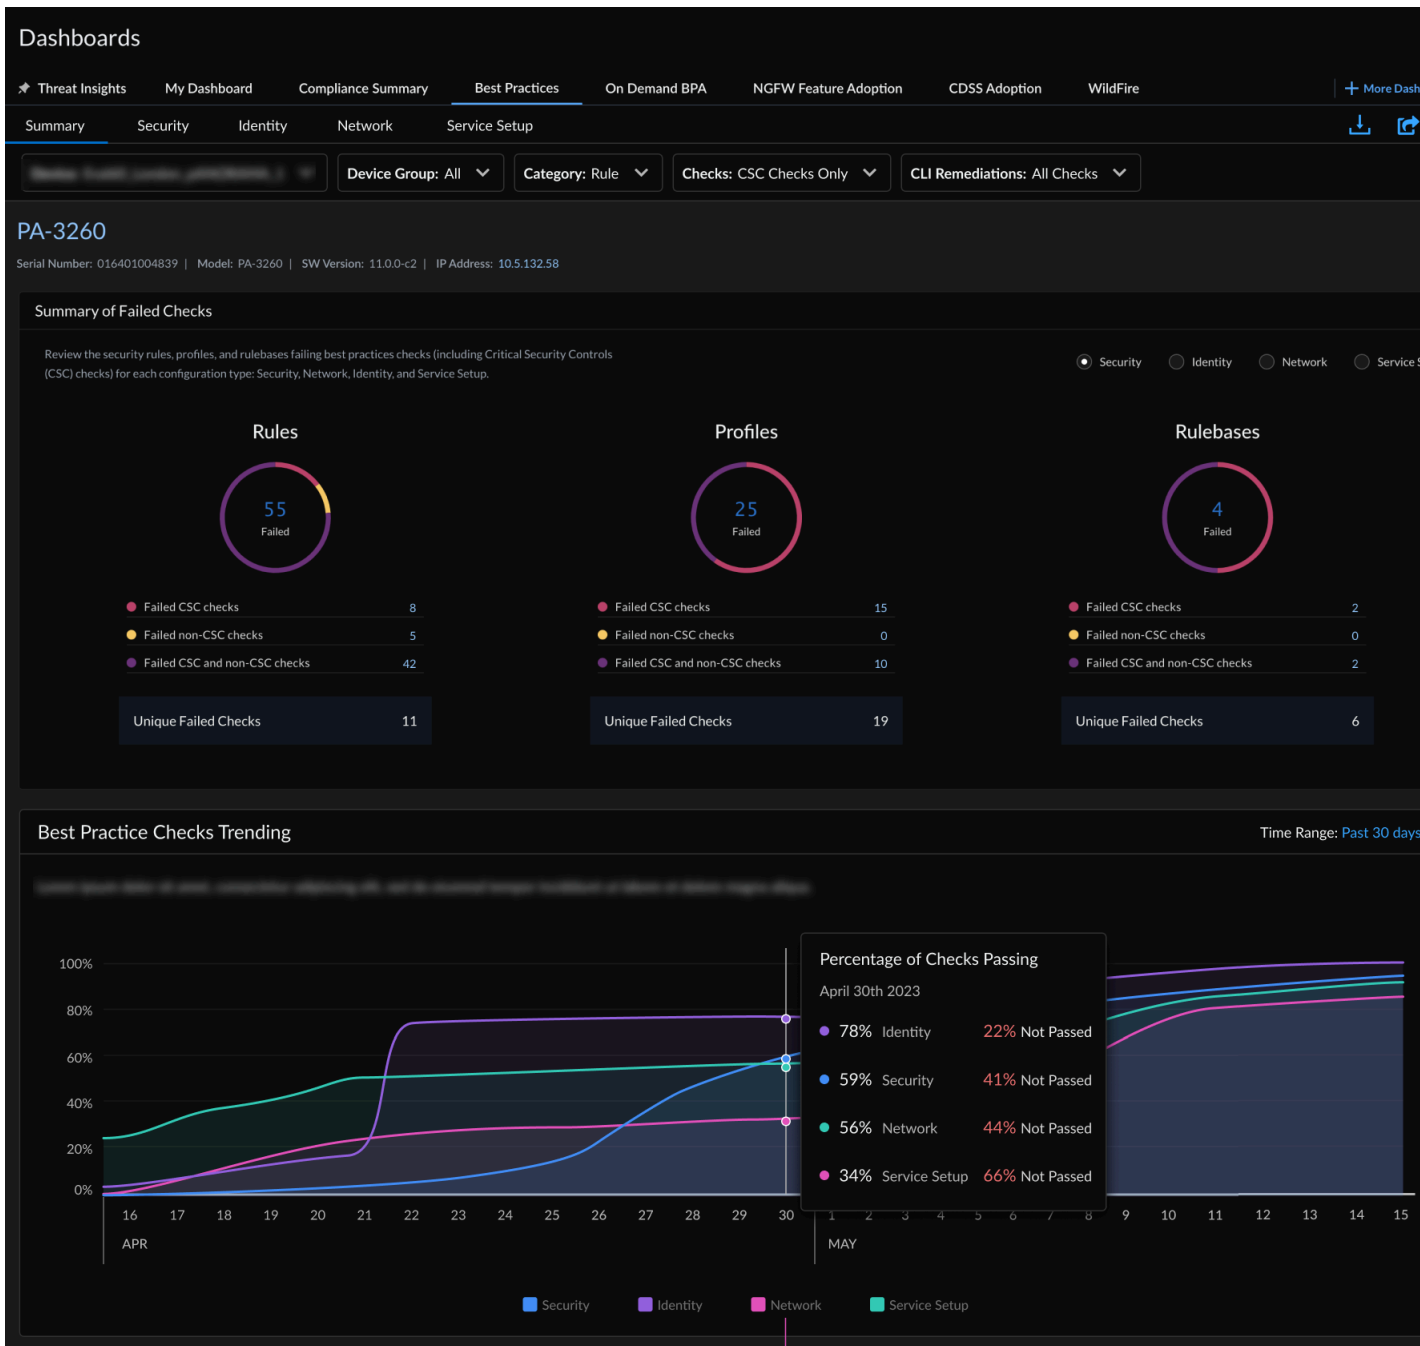 Dashboards
Threat Insights My Dashboard Compliance Summary Best Practices On Demand BPA NGFW Feature Adoption CDSS Adoption WildFire + More Dash
Summary Security Identity Network Service Setup
Device Group: All Category: Rule Checks: CSC Checks Only CLI Remediations: All Checks
PA-3260
Serial Number: 016401004839 | Model: PA-3260 | SW Version: 11.0.0-c2 | IP Address: 10.5.132.58
Summary of Failed Checks
Review the security rules, profiles, and rulebases failing best practices checks (including Critical Security Controls
(CSC) checks) for each configuration type: Security, Network, Identity, and Service Setup.
Security Identity Network Service S
Rules
55
Failed
Failed CSC checks 8
Failed non-CSC checks 5
Failed CSC and non-CSC checks 42
Unique Failed Checks 11
Profiles
25
Failed
Failed CSC checks 15
Failed non-CSC checks 0
Failed CSC and non-CSC checks 10
Unique Failed Checks 19
Rulebases
4
Failed
Failed CSC checks 2
Failed non-CSC checks 0
Failed CSC and non-CSC checks 2
Unique Failed Checks 6
Best Practice Checks Trending
Time Range: Past 30 days
100%
80%
60%
40%
20%
0%
Percentage of Checks Passing
April 30th 2023
78% Identity 22% Not Passed
59% Security 41% Not Passed
56% Network 44% Not Passed
34% Service Setup 66% Not Passed
16 17 18 19 20 21 22 23 24 25 26 27 28 29 30 1 2 3 4 5 6 7 8 9 10 11 12 13 14 15
APR MAY
Security Identity Network Service Setup